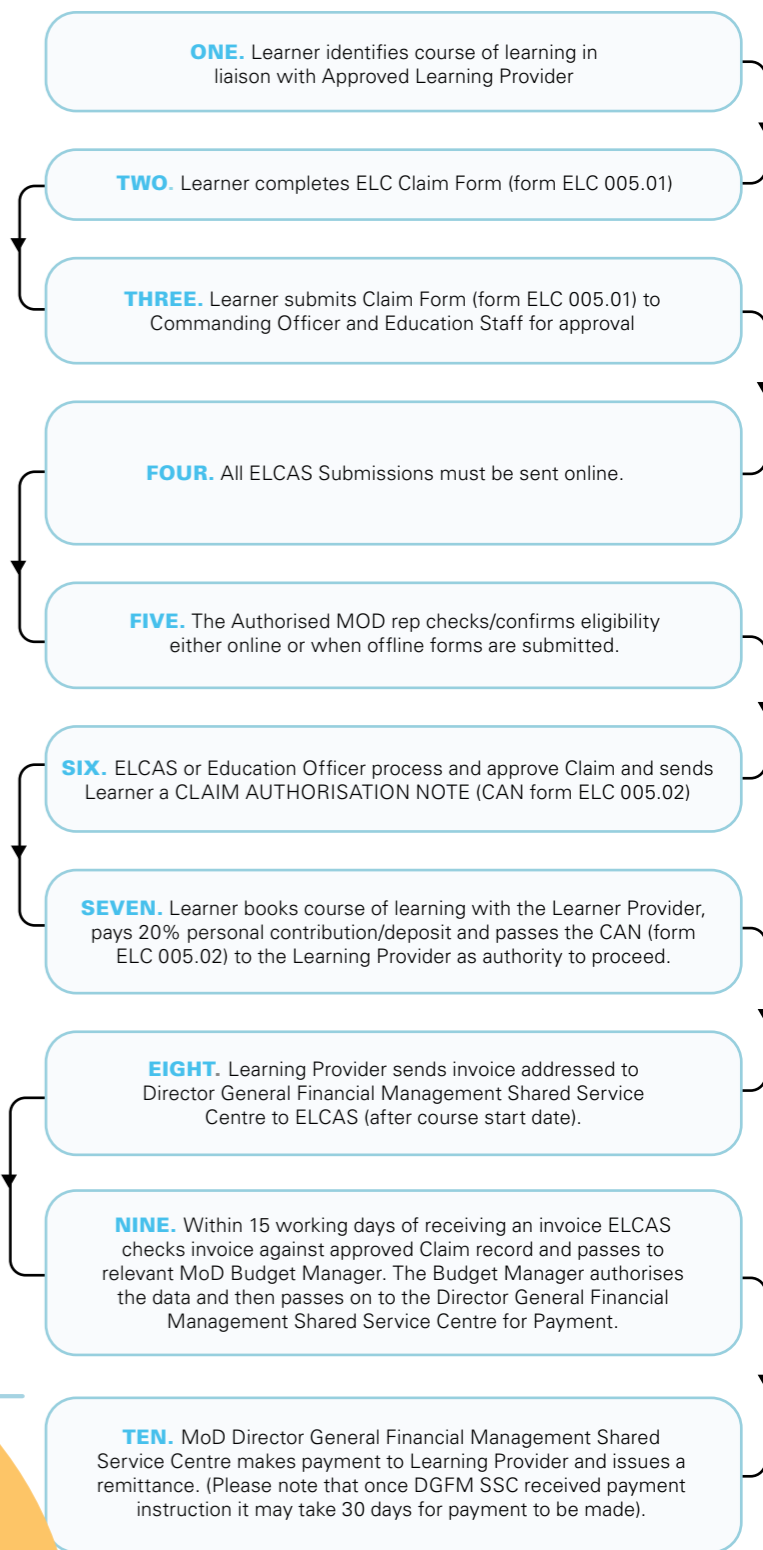 ONE. Learner identifies course of learning in
liaison with Approved Learning Provider
TWO. Learner completes ELC Claim Form (form ELC 005.01)
THREE. Learner submits Claim Form (form ELC 005.01) to
Commanding Officer and Education Staff for approval
FOUR. All ELCAS Submissions must be sent online.
FIVE. The Authorised MOD rep checks/confirms eligibility
either online or when offline forms are submitted.
SIX. ELCAS or Education Officer process and approve Claim and sends
Learner a CLAIM AUTHORISATION NOTE (CAN form ELC 005.02)
SEVEN. Learner books course of learning with the Learner Provider,
pays 20% personal contribution/deposit and passes the CAN (form
ELC 005.02) to the Learning Provider as authority to proceed.
EIGHT. Learning Provider sends invoice addressed to
Director General Financial Management Shared Service
Centre to ELCAS (after course start date).
NINE. Within 15 working days of receiving an invoice ELCAS
checks invoice against approved Claim record and passes to
relevant MoD Budget Manager. The Budget Manager authorises
the data and then passes on to the Director General Financial
Management Shared Service Centre for Payment.
TEN. MoD Director General Financial Management Shared
Service Centre makes payment to Learning Provider and issues a
remittance. (Please note that once DGFM SSC received payment
instruction it may take 30 days for payment to be made).